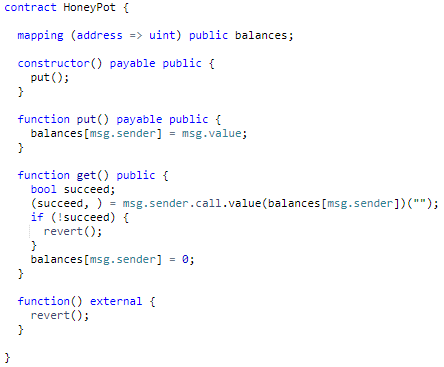 contract HoneyPot {
mapping (address => uint) public balances;
constructor() payable public {
put();
}
function put() payable public {
balances[msg.sender] = msg.value;
}
function get() public {
bool succeed;
(succeed, ) = msg.sender.call.value(balances[msg.sender])("");
if (!succeed) {
revert();
}
balances[msg.sender] = 0;
}
function() external {
revert();
}
}